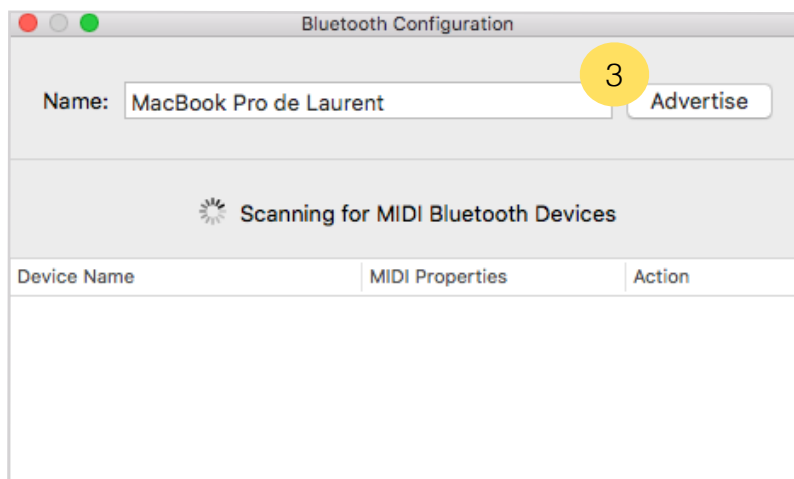 Bluetooth Configuration
3
Name: MacBook Pro de Laurent Advertise
Scanning for MIDI Bluetooth Devices
Device Name MIDI Properties Action